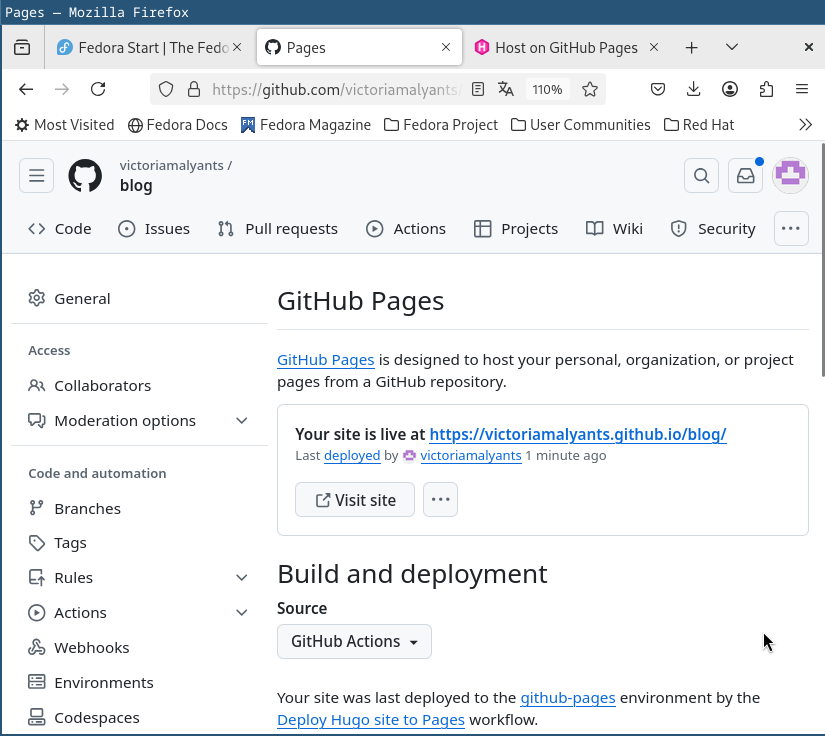 Pages — Mozilla Firefox
Fedora Start | The Fedo
Pages
Host on GitHub Pages
https://github.com/victoriamalyants/
110%
Most Visited
Fedora Docs
FM
Fedora Magazine
Fedora Project
User Communities
Red Hat
victoriamalyants /
blog
Code
Issues
Pull requests
Actions
Projects
Wiki
Security
General
Access
Collaborators
Moderation options
Code and automation
Branches
Tags
Rules
Actions
Webhooks
Environments
Codespaces
GitHub Pages
GitHub Pages is designed to host your personal, organization, or project
pages from a GitHub repository.
Your site is live at https://victoriamalyants.github.io/blog/
Last deployed by victoriamalyants 1 minute ago
Visit site
Build and deployment
Source
GitHub Actions
Your site was last deployed to the github-pages environment by the
Deploy Hugo site to Pages workflow.